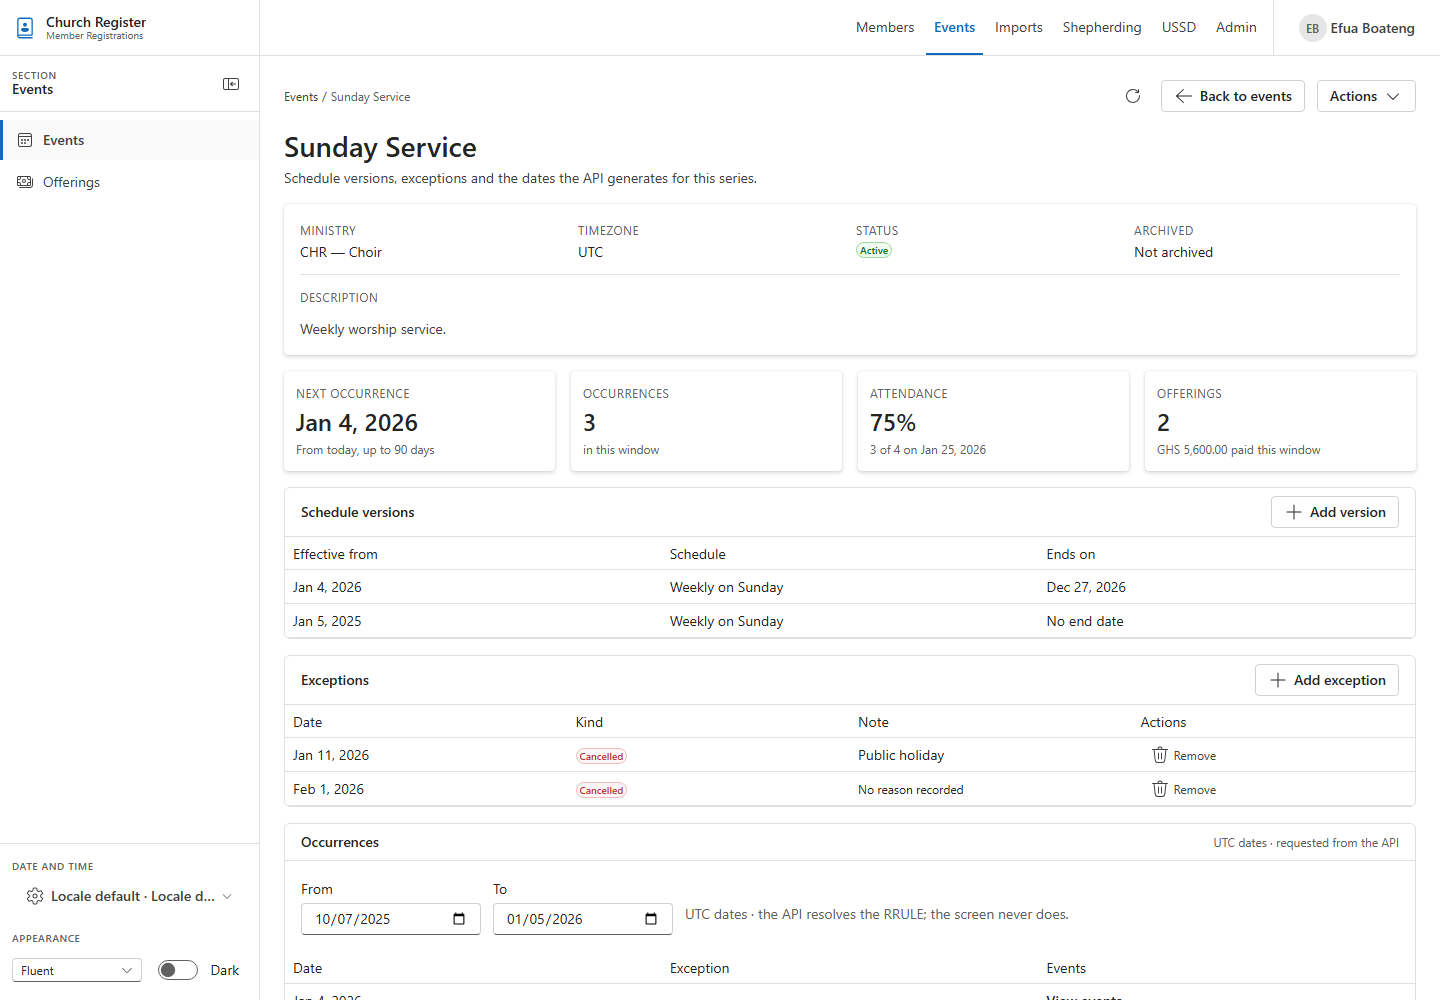 Church Register
Member Registrations
Members
Events
Imports
Shepherding
USSD
Admin
EB
Efua Boateng
SECTION
Events
Events
Offerings
Events / Sunday Service
Back to events
Actions
Sunday Service
Schedule versions, exceptions and the dates the API generates for this series.
MINISTRY
CHR — Choir
TIMEZONE
UTC
STATUS
Active
ARCHIVED
Not archived
DESCRIPTION
Weekly worship service.
NEXT OCCURRENCE
Jan 4, 2026
From today, up to 90 days
OCCURRENCES
3
in this window
ATTENDANCE
75%
3 of 4 on Jan 25, 2026
OFFERINGS
2
GHS 5,600.00 paid this window
Schedule versions
Add version
Effective from
Schedule
Ends on
Jan 4, 2026
Weekly on Sunday
Dec 27, 2026
Jan 5, 2025
Weekly on Sunday
No end date
Exceptions
Add exception
Date
Kind
Note
Actions
Jan 11, 2026
Cancelled
Public holiday
Remove
Feb 1, 2026
Cancelled
No reason recorded
Remove
Occurrences
UTC dates · requested from the API
From
To
10/07/2025
01/05/2026
UTC dates · the API resolves the RRULE; the screen never does.
Date
Exception
Events
Jan 4, 2026
View events
DATE AND TIME
Locale default · Locale d...
APPEARANCE
Fluent
Dark